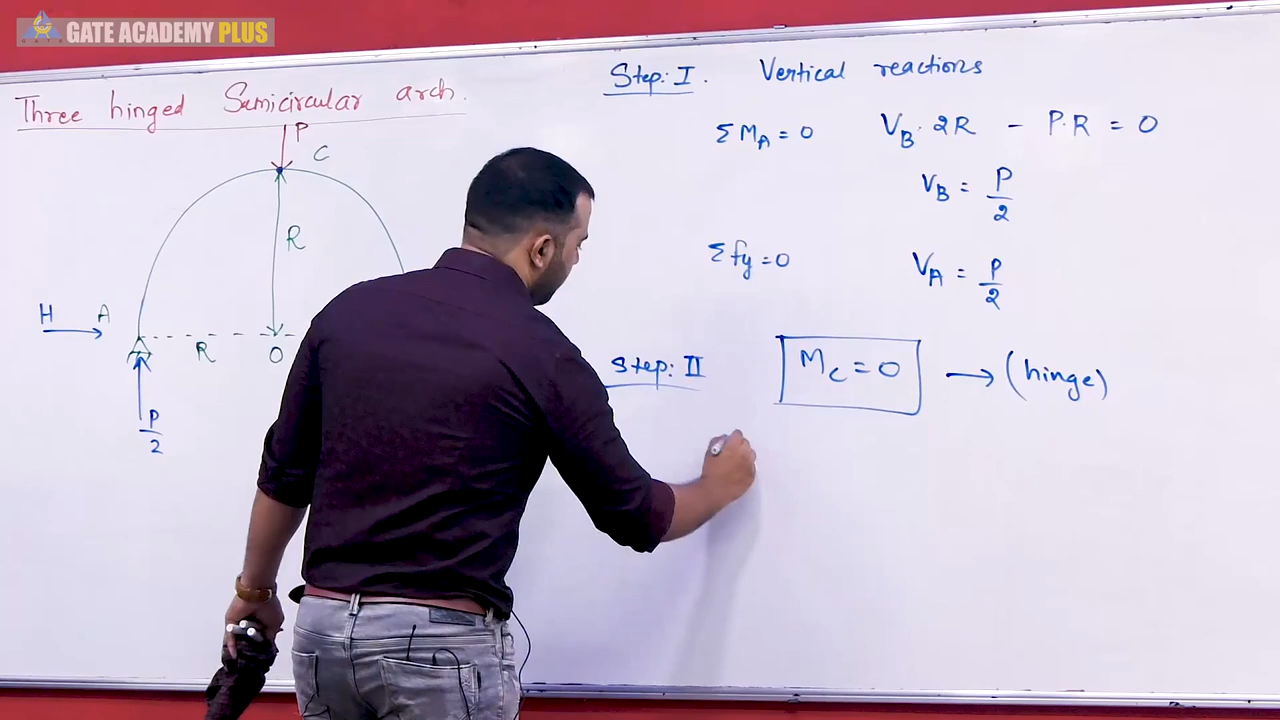 GATE ACADEMY PLUS
GATE
Three hinged Semicircular arch.
P
C
R
H
A
R
O
P/2
Step: I. Vertical reactions
ΣM_A = 0 V_B · 2R - P·R = 0
V_B = P/2
Σfy = 0 V_A = P/2
Step: II M_C = 0 → (hinge)